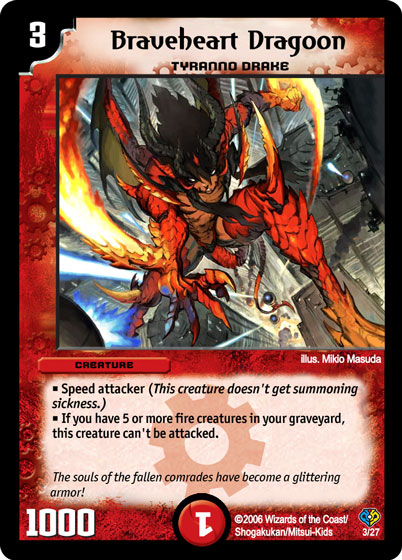 3
Braveheart Dragoon
TYRANNO DRAKE
illus. Mikio Masuda
CREATURE
▪ Speed attacker (This creature doesn't get summoning
sickness.)
▪ If you have 5 or more fire creatures in your graveyard,
this creature can't be attacked.
The souls of the fallen comrades have become a glittering
armor!
1000
1
©2006 Wizards of the Coast/
Shogakukan/Mitsui-Kids
3/27